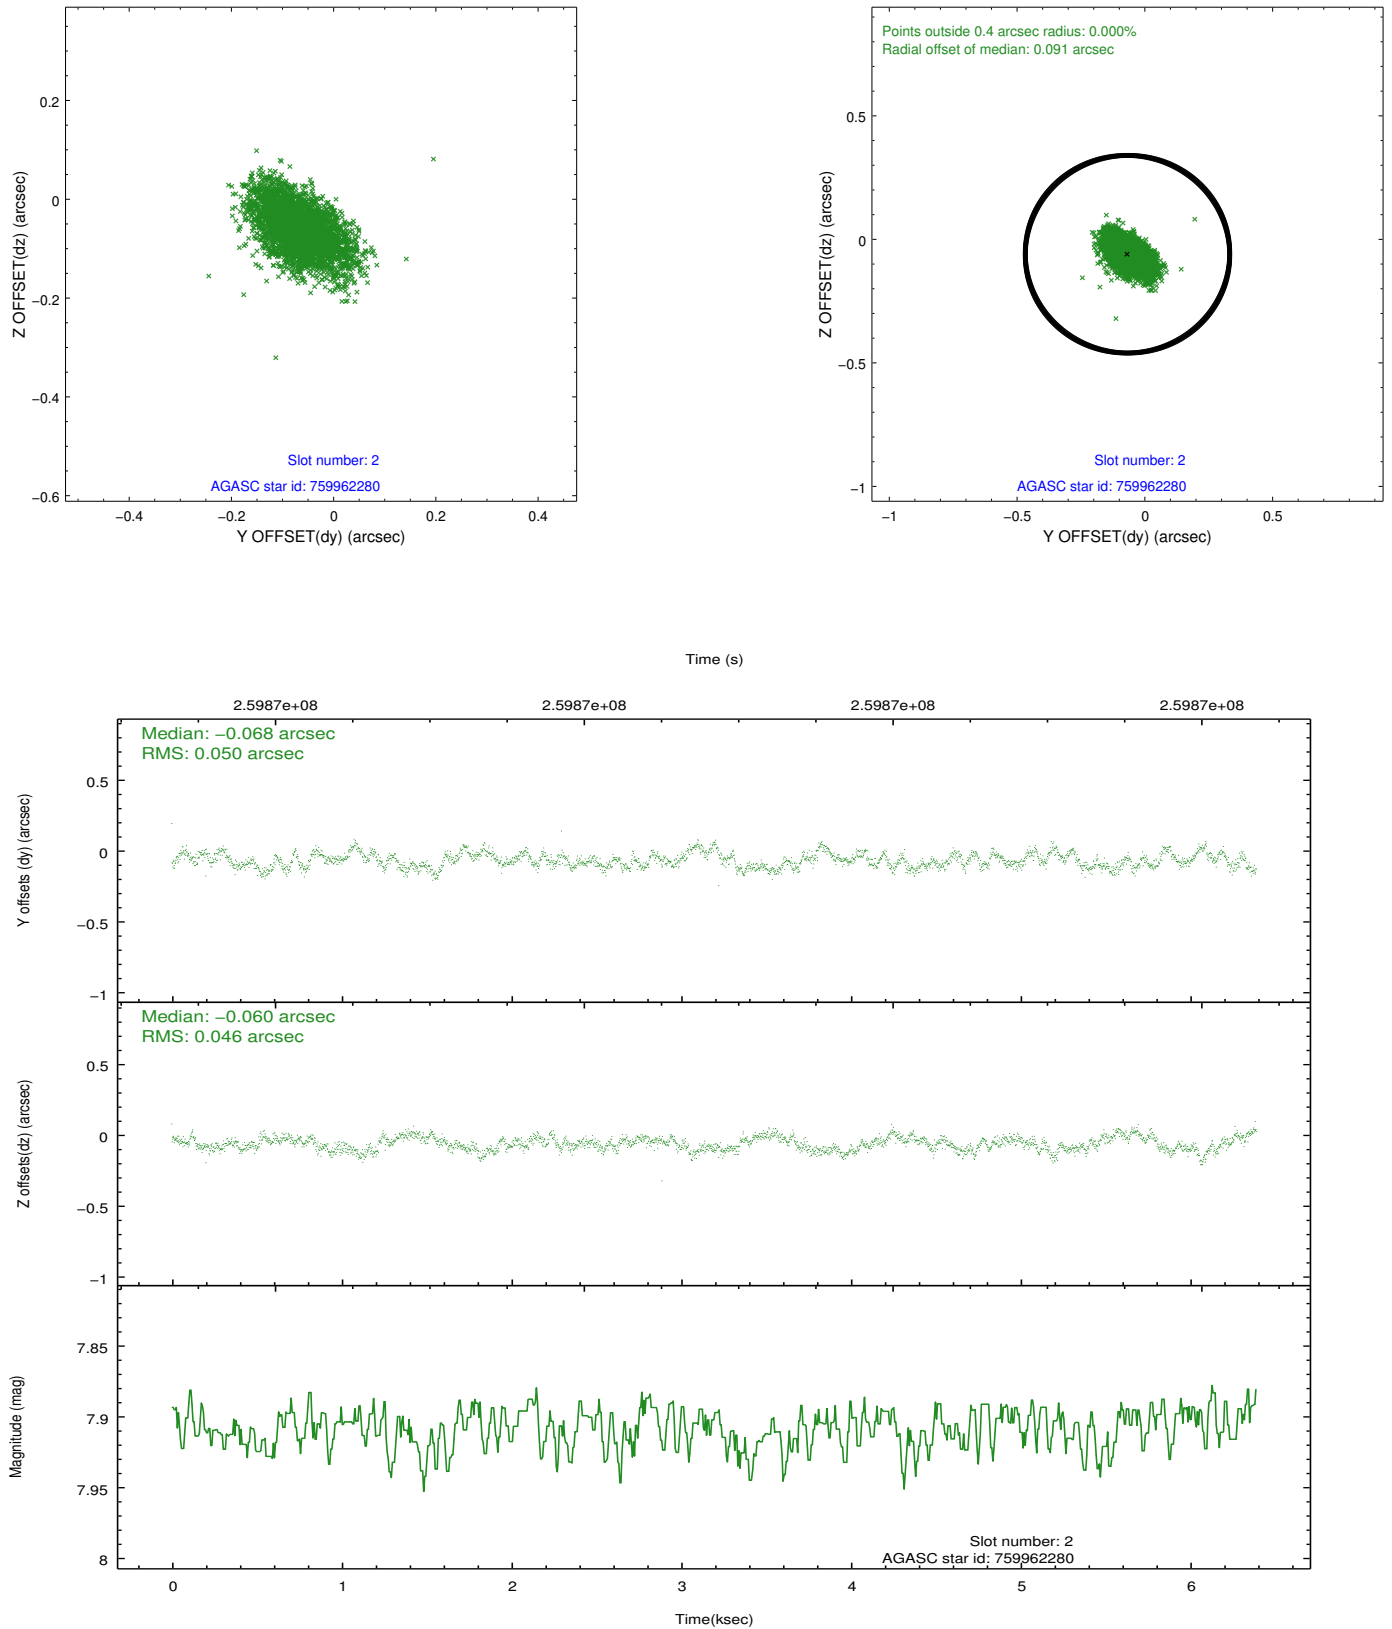 0.2
0
−0.2
−0.4
−0.6
Z OFFSET(dz) (arcsec)
Slot number: 2
AGASC star id: 759962280
−0.4 −0.2 0 0.2 0.4
Y OFFSET(dy) (arcsec)
Points outside 0.4 arcsec radius: 0.000%
Radial offset of median: 0.091 arcsec
0.5
0
−0.5
−1
Z OFFSET(dz) (arcsec)
Slot number: 2
AGASC star id: 759962280
−1 −0.5 0 0.5
Y OFFSET(dy) (arcsec)
Time (s)
2.5987e+08 2.5987e+08 2.5987e+08 2.5987e+08
Median: −0.068 arcsec
RMS: 0.050 arcsec
0.5
0
−0.5
−1
Y offsets (dy) (arcsec)
Median: −0.060 arcsec
RMS: 0.046 arcsec
0.5
0
−0.5
−1
Z offsets(dz) (arcsec)
7.85
7.9
7.95
8
Magnitude (mag)
Slot number: 2
AGASC star id: 759962280
0 1 2 3 4 5 6
Time(ksec)